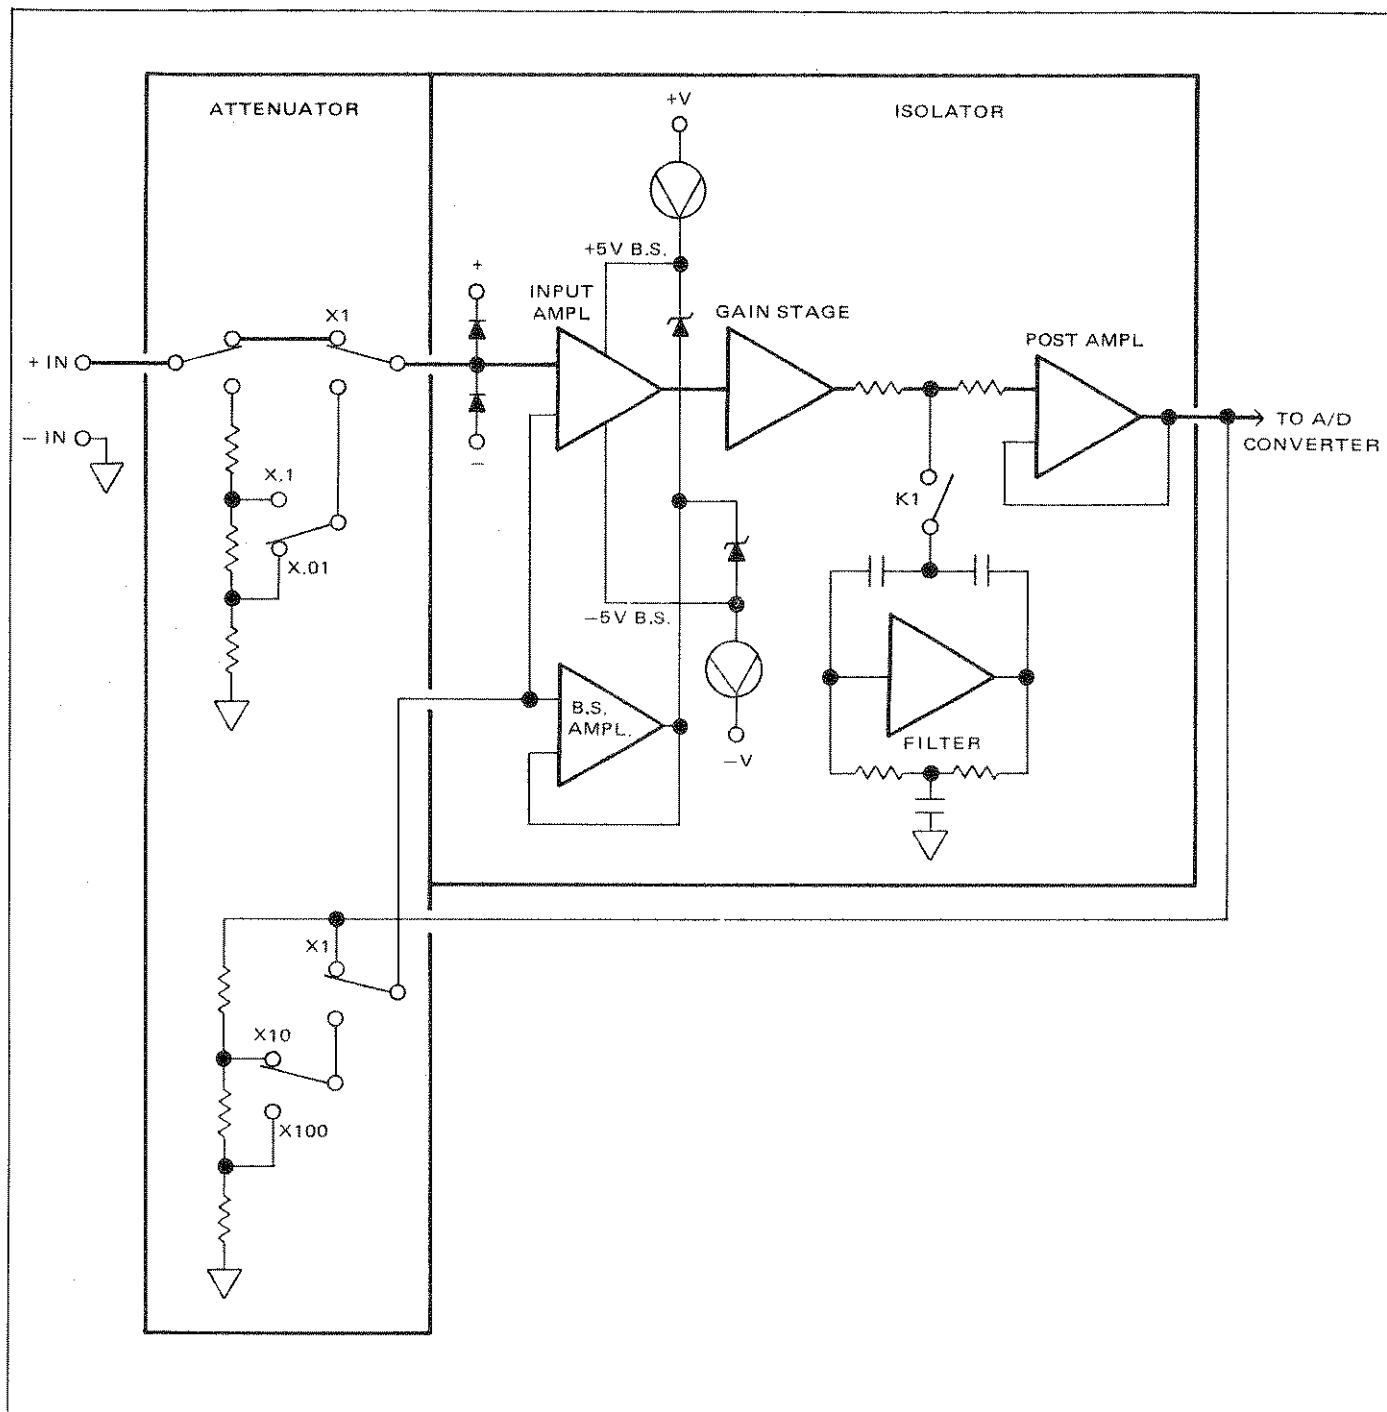 ATTENUATOR
ISOLATOR
+V
+5V B.S.
+
INPUT
AMPL
GAIN STAGE
POST AMPL
X1
+ IN
− IN
−
TO A/D
CONVERTER
X.1
K1
X.01
−5V B.S.
B.S.
AMPL.
−V
FILTER
X1
X10
X100